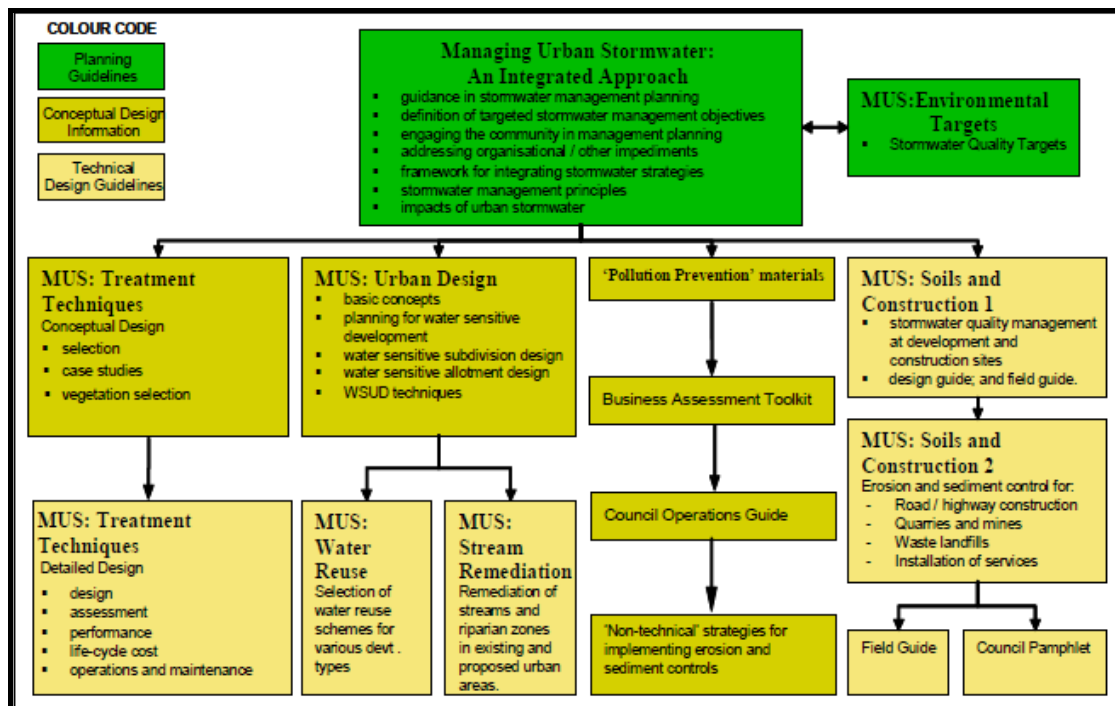 COLOUR CODE
Planning
Guidelines
Conceptual Design
Information
Technical
Design Guidelines
Managing Urban Stormwater:
An Integrated Approach
▪ guidance in stormwater management planning
▪ definition of targeted stormwater management objectives
▪ engaging the community in management planning
▪ addressing organisational / other impediments
▪ framework for integrating stormwater strategies
▪ stormwater management principles
▪ impacts of urban stormwater
MUS:Environmental
Targets
▪ Stormwater Quality Targets
MUS: Treatment
Techniques
Conceptual Design
▪ selection
▪ case studies
▪ vegetation selection
MUS: Urban Design
▪ basic concepts
▪ planning for water sensitive
development
▪ water sensitive subdivision design
▪ water sensitive allotment design
▪ WSUD techniques
'Pollution Prevention' materials
Business Assessment Toolkit
Council Operations Guide
"Non-technical' strategies for
implementing erosion and
sediment controls
MUS: Soils and
Construction 1
▪ stormwater quality management
at development and
construction sites
▪ design guide; and field guide.
MUS: Soils and
Construction 2
Erosion and sediment control for:
- Road / highway construction
- Quarries and mines
- Waste landfills
- Installation of services
MUS: Treatment
Techniques
Detailed Design
▪ design
▪ assessment
▪ performance
▪ life-cycle cost
▪ operations and maintenance
MUS:
Water
Reuse
Selection of
water reuse
schemes for
various devt .
types
MUS:
Stream
Remediation
Remediation of
streams and
riparian zones
in existing and
proposed urban
areas.
Field Guide
Council Pamphlet